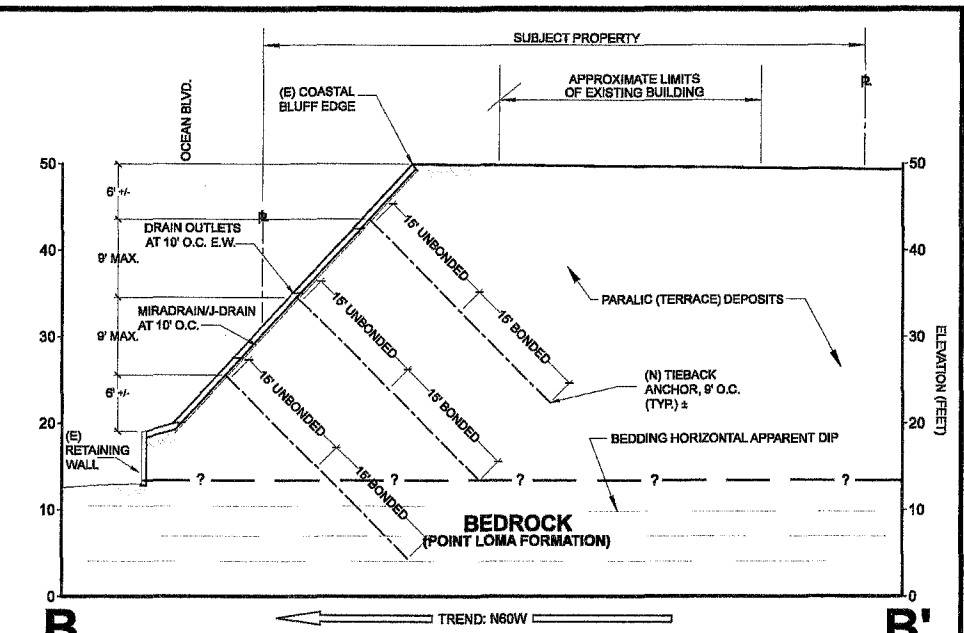 SUBJECT PROPERTY
OCEAN BLVD.
(E) COASTAL
BLUFF EDGE
APPROXIMATE LIMITS
OF EXISTING BUILDING
PL
50
50
6' +/-
PL
DRAIN OUTLETS
AT 10' O.C. E.W.
40
40
9' MAX.
15' UNBONDED
15' BONDED
PARALIC (TERRACE) DEPOSITS
MIRADRAIN/J-DRAIN
AT 10' O.C.
15' UNBONDED
15' BONDED
30
30
9' MAX.
ELEVATION (FEET)
(N) TIEBACK
ANCHOR, 9' O.C.
(TYP.) ±
15' UNBONDED
15' BONDED
6' +/-
20
20
(E)
RETAINING
WALL
BEDDING HORIZONTAL APPARENT DIP
? ? ? ? ?
10
10
BEDROCK
(POINT LOMA FORMATION)
0
0
B
TREND: N60W
B'